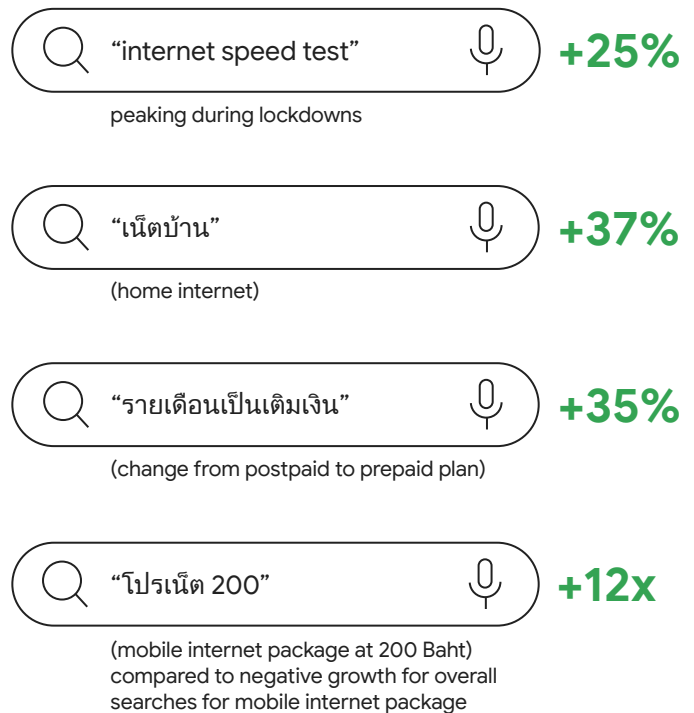 “internet speed test”
+25%
peaking during lockdowns
“เน็ตบ้าน”
+37%
(home internet)
“รายเดือนเป็นเติมเงิน”
+35%
(change from postpaid to prepaid plan)
“โปรเน็ต 200”
+12x
(mobile internet package at 200 Baht)
compared to negative growth for overall
searches for mobile internet package